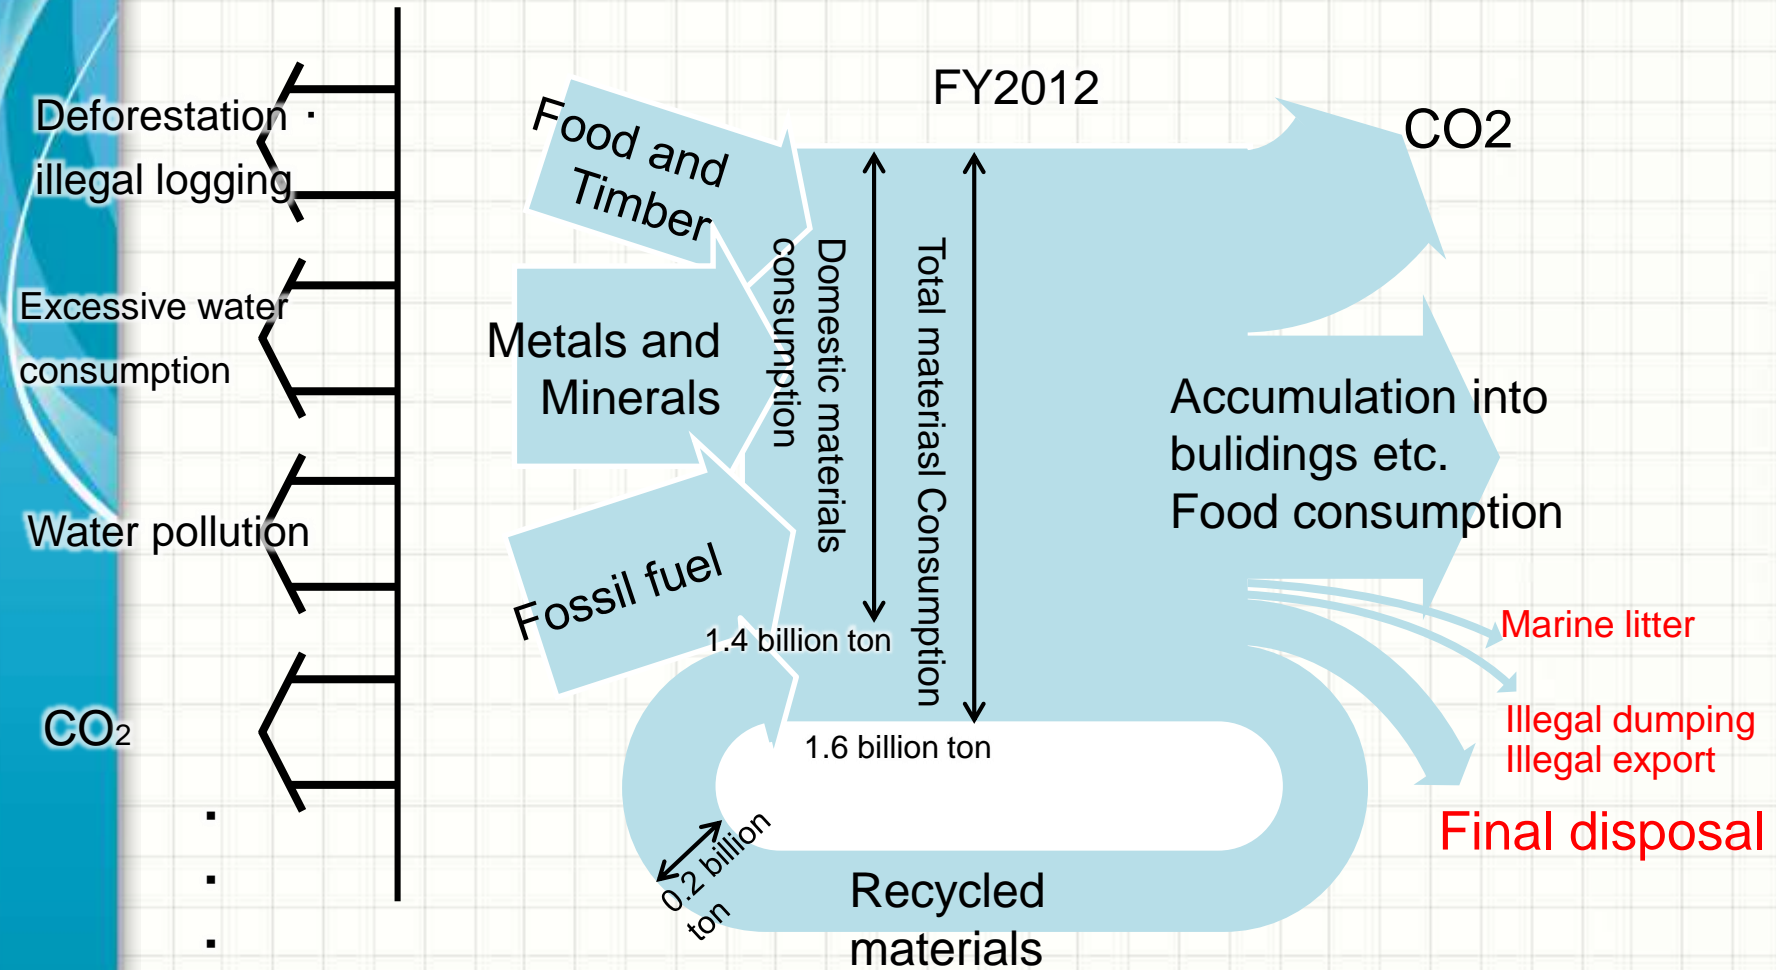 FY2012
Deforestation ·
illegal logging
Excessive water
consumption
Water pollution
CO2
.
.
.
Food and
Timber
Metals and
Minerals
Fossil fuel
Domestic materials
consumption
1.4 billion ton
Total materiasl Consumption
1.6 billion ton
0.2 billion
ton
Recycled
materials
CO2
Accumulation into
bulidings etc.
Food consumption
Marine litter
Illegal dumping
Illegal export
Final disposal